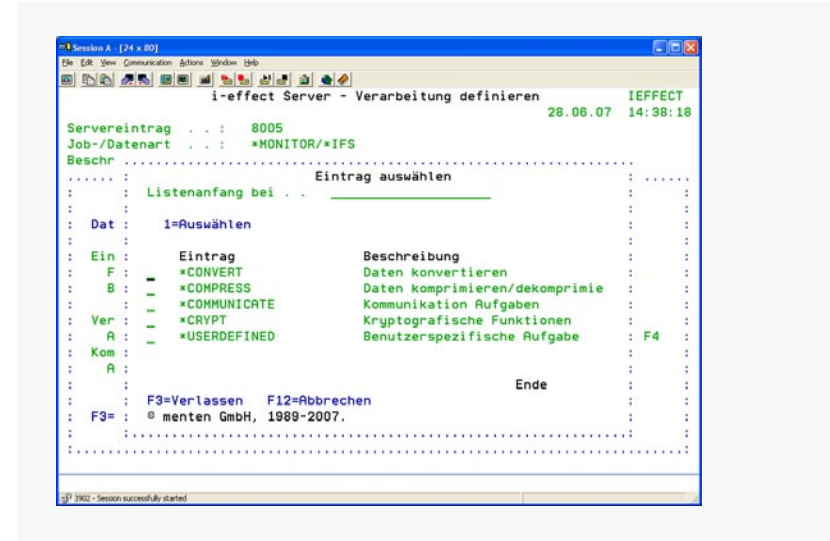 Session A - [24 x 80]
File Edit View Communication Actions Window Help
i-effect Server - Verarbeitung definieren IEFFECT
28.06.07 14:38:18
Servereintrag . . : 8005
Job-/Datenart . . : *MONITOR/*IFS
Beschr
Eintrag auswählen
Listenanfang bei . .
Dat 1=Auswählen
Ein Eintrag Beschreibung
F *CONVERT Daten konvertieren
B *COMPRESS Daten komprimieren/dekomprimie
*COMMUNICATE Kommunikation Aufgaben
Ver *CRYPT Kryptografische Funktionen
A *USERDEFINED Benutzerspezifische Aufgabe F4
Kom
A
Ende
F3=Verlassen F12=Abbrechen
F3= © menten GmbH, 1989-2007.
I902 - Session successfully started